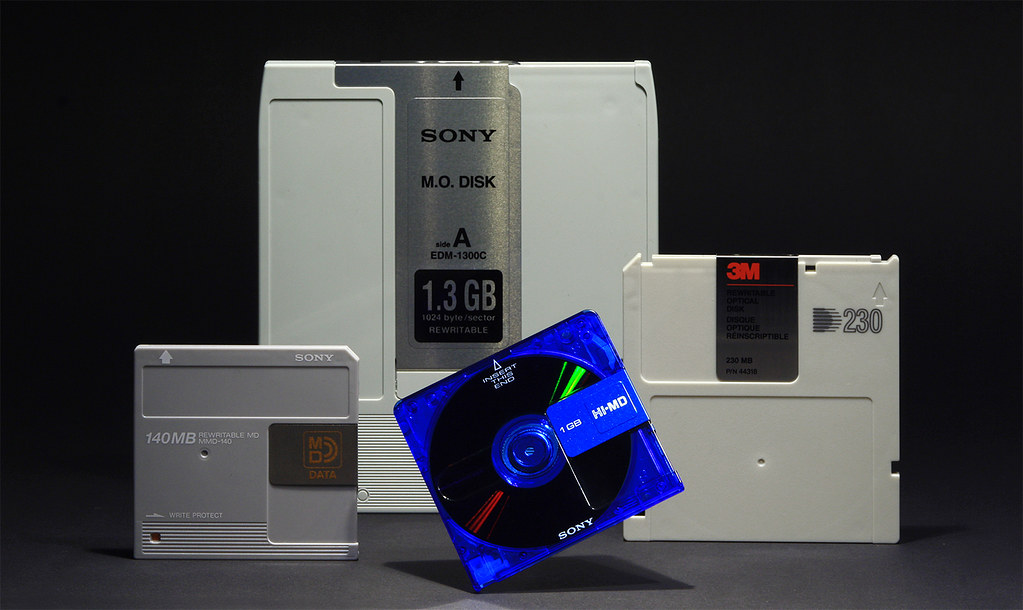 SONY
M.O. DISK
side A
EDM-1300C
1.3 GB
1024 byte/sector
REWRITABLE
3M
REWRITABLE
OPTICAL
DISK
DISQUE
OPTIQUE
RÉINSCRIPTIBLE
230 MB
P/N 44316
230
SONY
140MB REWRITABLE MD
MMD-140
MD
DATA
WRITE PROTECT
INSERT
THIS
END
HI-MD
1GB
SONY